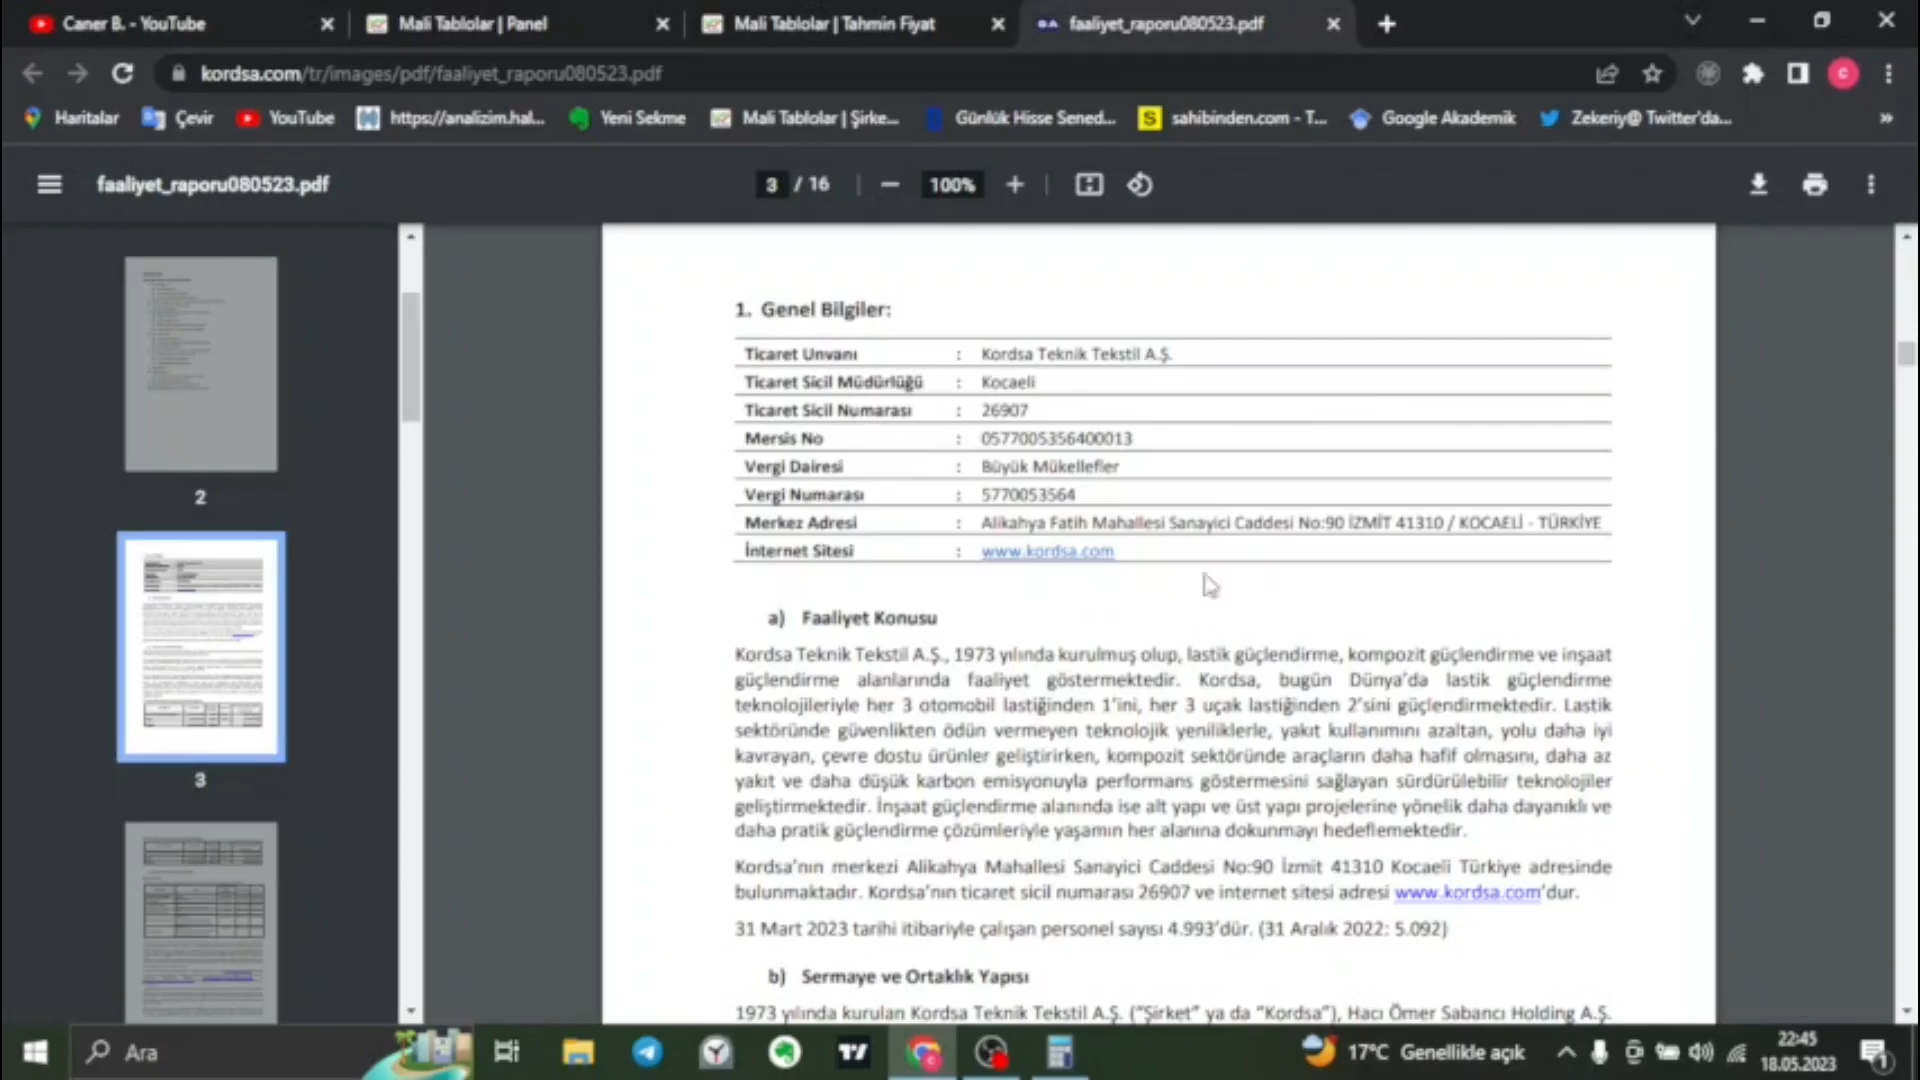 Caner B. - YouTube
Mali Tablolar | Panel
Mali Tablolar | Tahmin Fiyat
faaliyet_raporu080523.pdf
kordsa.com/tr/images/pdf/faaliyet_raporu080523.pdf
Haritalar
Çevir
YouTube
https://analizim.hal...
Yeni Sekme
Mali Tablolar | Şirke...
Günlük Hisse Sened...
sahibinden.com - T...
Google Akademik
Zekeriy@ Twitter'da...
faaliyet_raporu080523.pdf
3 / 16
100%
2
3
1. Genel Bilgiler:
Ticaret Unvanı : Kordsa Teknik Tekstil A.Ş.
Ticaret Sicil Müdürlüğü : Kocaeli
Ticaret Sicil Numarası : 26907
Mersis No : 0577005356400013
Vergi Dairesi : Büyük Mükellefler
Vergi Numarası : 5770053564
Merkez Adresi : Alikahya Fatih Mahallesi Sanayici Caddesi No:90 İZMİT 41310 / KOCAELİ - TÜRKİYE
İnternet Sitesi : www.kordsa.com
a) Faaliyet Konusu
Kordsa Teknik Tekstil A.Ş., 1973 yılında kurulmuş olup, lastik güçlendirme, kompozit güçlendirme ve inşaat
güçlendirme alanlarında faaliyet göstermektedir. Kordsa, bugün Dünya'da lastik güçlendirme
teknolojileriyle her 3 otomobil lastiğinden 1'ini, her 3 uçak lastiğinden 2'sini güçlendirmektedir. Lastik
sektöründe güvenlikten ödün vermeyen teknolojik yeniliklerle, yakıt kullanımını azaltan, yolu daha iyi
kavrayan, çevre dostu ürünler geliştirirken, kompozit sektöründe araçların daha hafif olmasını, daha az
yakıt ve daha düşük karbon emisyonuyla performans göstermesini sağlayan sürdürülebilir teknolojiler
geliştirmektedir. İnşaat güçlendirme alanında ise alt yapı ve üst yapı projelerine yönelik daha dayanıklı ve
daha pratik güçlendirme çözümleriyle yaşamın her alanına dokunmayı hedeflemektedir.
Kordsa'nın merkezi Alikahya Mahallesi Sanayici Caddesi No:90 İzmit 41310 Kocaeli Türkiye adresinde
bulunmaktadır. Kordsa'nın ticaret sicil numarası 26907 ve internet sitesi adresi www.kordsa.com'dur.
31 Mart 2023 tarihi itibariyle çalışan personel sayısı 4.993'dür. (31 Aralık 2022: 5.092)
b) Sermaye ve Ortaklık Yapısı
1973 yılında kurulan Kordsa Teknik Tekstil A.Ş. ("Şirket" ya da "Kordsa"), Hacı Ömer Sabancı Holding A.Ş.
Ara
17°C Genellikle açık
22:45
18.05.2023
1